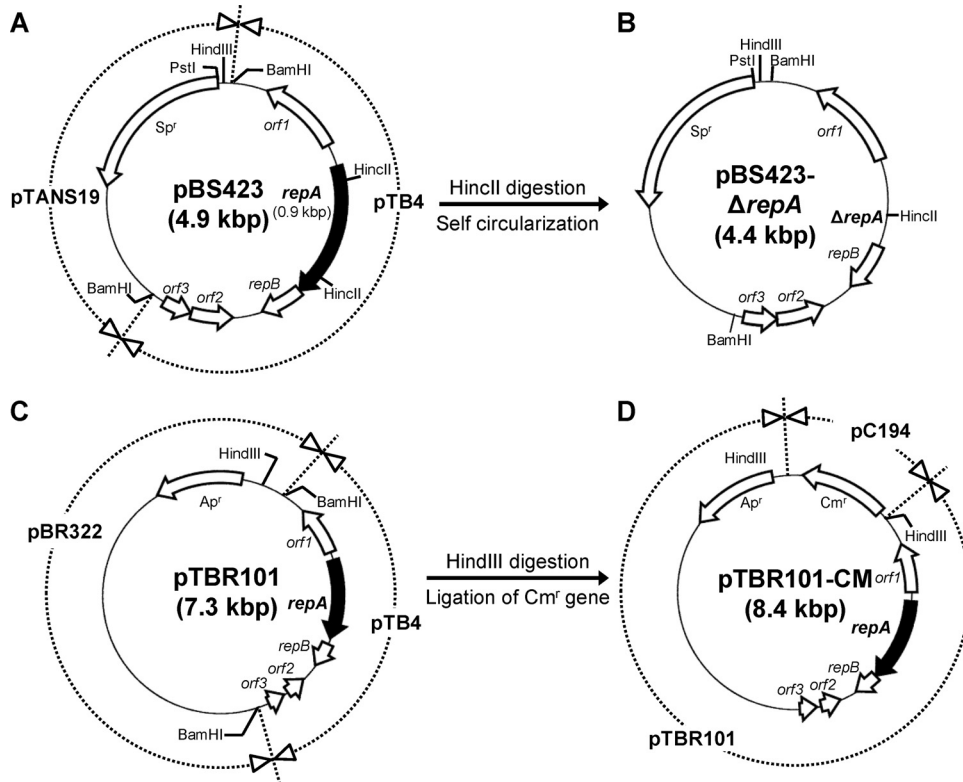 A
HindIII
PstI
BamHI
Spʳ
orf1
HincII
pTANS19
pBS423
(4.9 kbp)
repA
(0.9 kbp)
pTB4
HincII
BamHI
orf3
orf2
repB
HincII digestion
Self circularization
B
HindIII
PstI
BamHI
Spʳ
orf1
pBS423-
ΔrepA
(4.4 kbp)
ΔrepA
HincII
repB
orf3
orf2
BamHI
C
HindIII
BamHI
Apʳ
orf1
pBR322
pTBR101
(7.3 kbp)
repA
pTB4
repB
orf2
orf3
BamHI
HindIII digestion
Ligation of Cmʳ gene
D
pC194
HindIII
Apʳ
Cmʳ
HindIII
orf1
pTBR101-CM
(8.4 kbp)
repA
repB
orf3
orf2
pTBR101